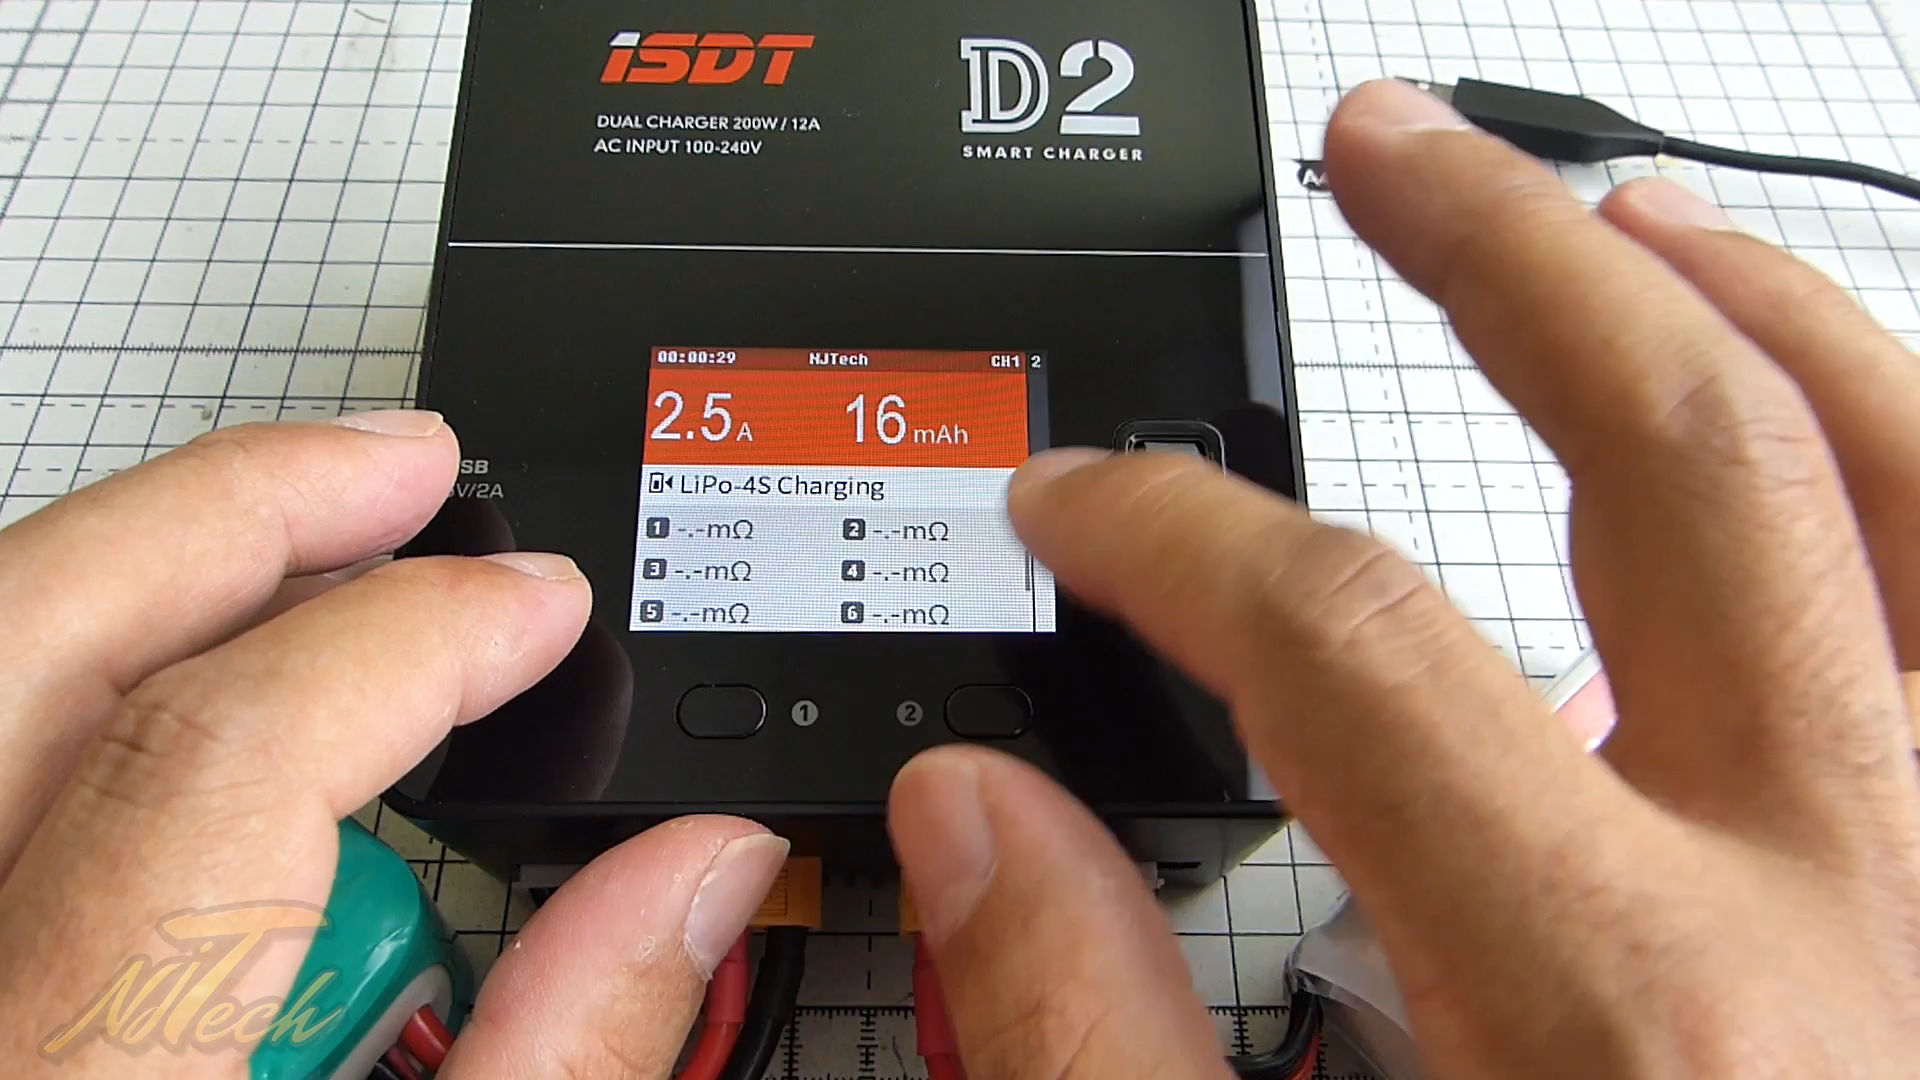 iSDT
D2
DUAL CHARGER 200W / 12A
AC INPUT 100-240V
SMART CHARGER
00:00:29 NJTech CH1 2
2.5A 16mAh
LiPo-4S Charging
1 -.-mΩ 2 -.-mΩ
3 -.-mΩ 4 -.-mΩ
5 -.-mΩ 6 -.-mΩ
1 2
NJTech